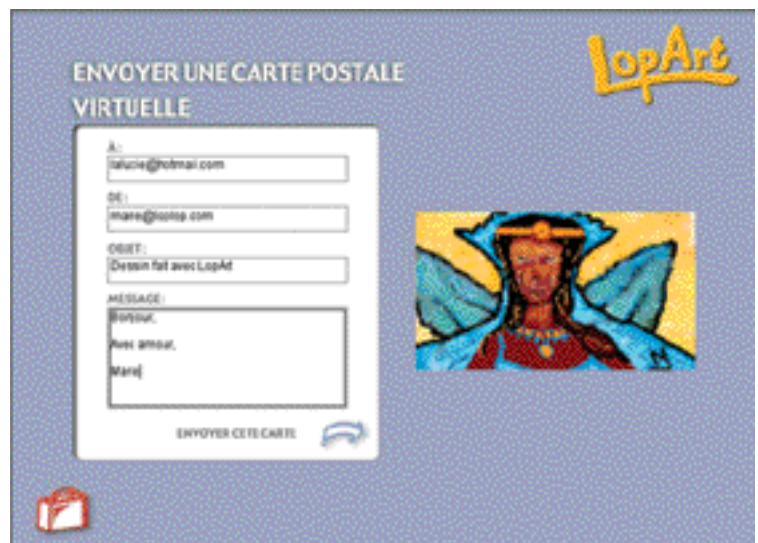 LopArt
ENVOYER UNE CARTE POSTALE
VIRTUELLE
À:
lalucie@hotmai.com
DE:
marie@loplop.com
OBJET:
Dessin fait avec LopArt
MESSAGE:
Bonjour,
Avec amour,
Marie
ENVOYER CETE CARTE